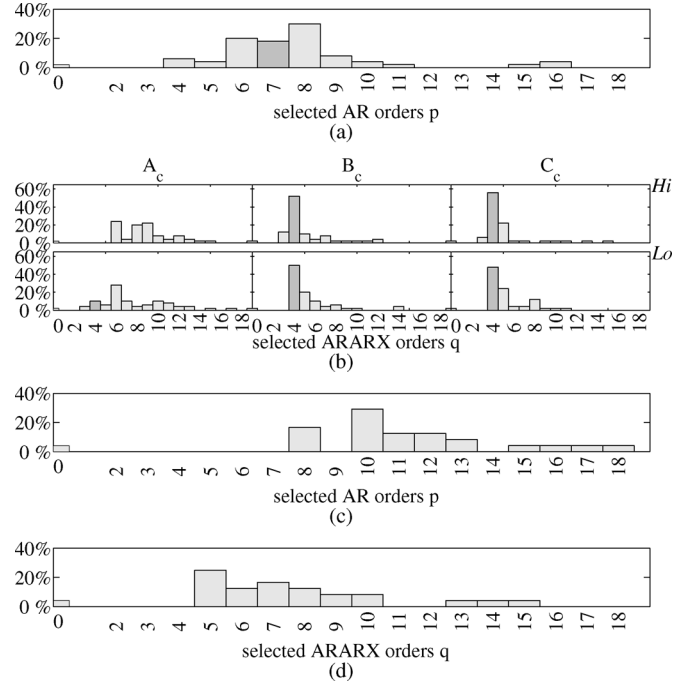 40%
20%
0 %
0 2 3 4 5 6 7 8 9 10 11 12 13 14 15 16 17 18
selected AR orders p
(a)
A_c B_c C_c
60% Hi
40%
20%
0 %
60% Lo
40%
20%
0 %
0 2 4 6 8 10 12 14 16 18 0 2 4 6 8 10 12 14 16 18 0 2 4 6 8 10 12 14 16 18
selected ARARX orders q
(b)
40%
20%
0 %
0 2 3 4 5 6 7 8 9 10 11 12 13 14 15 16 17 18
selected AR orders p
(c)
40%
20%
0 %
0 2 3 4 5 6 7 8 9 10 11 12 13 14 15 16 17 18
selected ARARX orders q
(d)